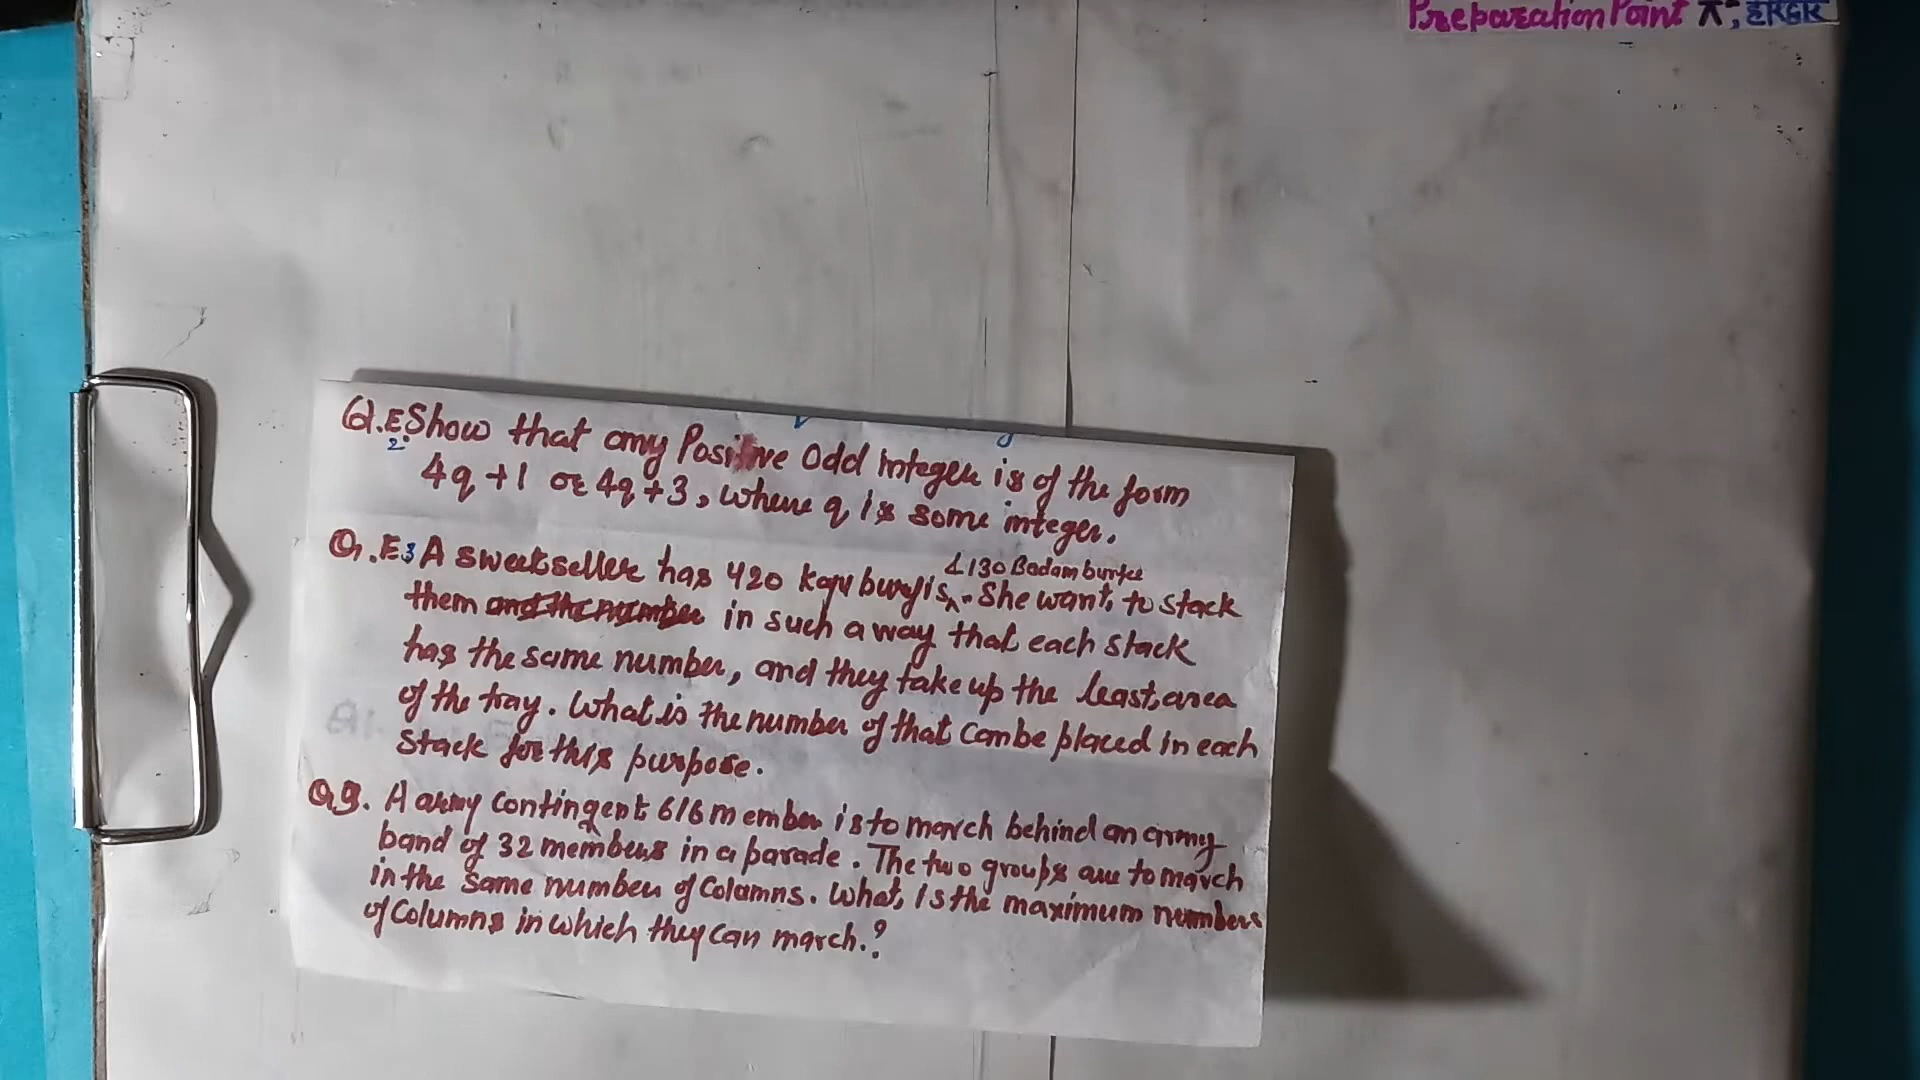 Preparation Point
Q.E2. Show that any Positive Odd integer is of the form
4q+1 or 4q+3, where q is some integer.
Q.E3 A sweetseller has 420 kaju burfis, & 130 Badam burfee. She want to stack
them in such a way that each stack
has the same number, and they take up the least, area
of the tray. What is the number of that can be placed in each
stack for this purpose.
Q3. A army contingent 616 member is to march behind an army
band of 32 members in a parade. The two groups are to march
in the same number of Colamns. What, is the maximum numbers
of Columns in which they can march.?